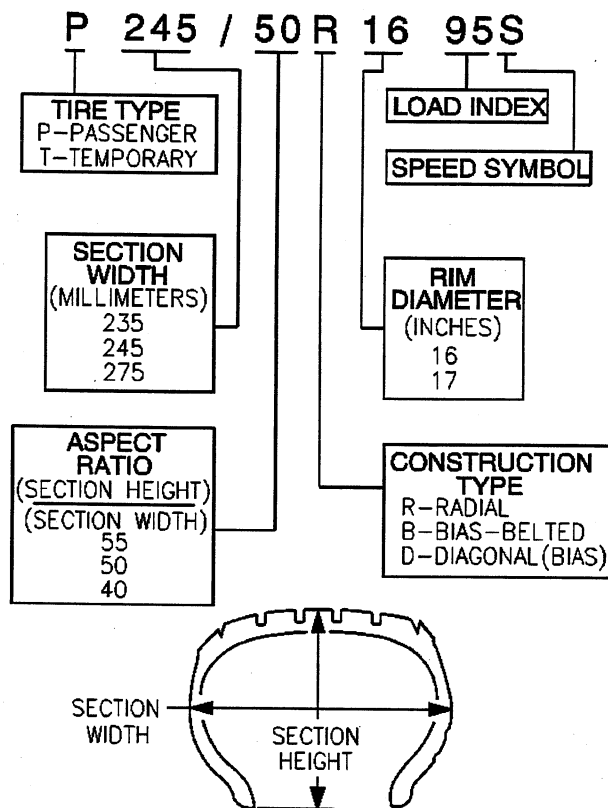 P 245 / 50 R 16 95S
TIRE TYPE
P-PASSENGER
T-TEMPORARY
LOAD INDEX
SPEED SYMBOL
SECTION
WIDTH
(MILLIMETERS)
235
245
275
RIM
DIAMETER
(INCHES)
16
17
ASPECT
RATIO
(SECTION HEIGHT)
(SECTION WIDTH)
55
50
40
CONSTRUCTION
TYPE
R-RADIAL
B-BIAS-BELTED
D-DIAGONAL(BIAS)
SECTION
WIDTH
SECTION
HEIGHT